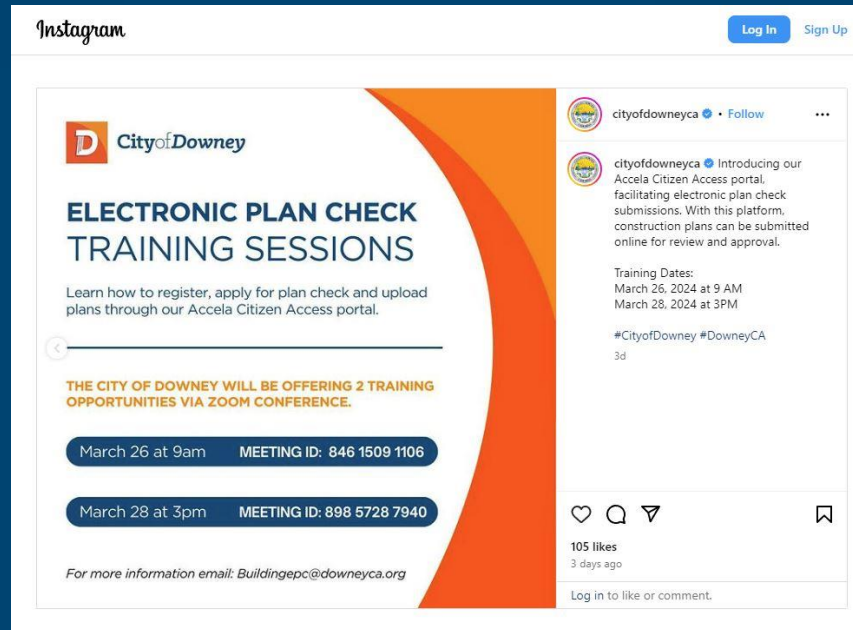 Instagram
Log In
Sign Up
D CityofDowney
ELECTRONIC PLAN CHECK
TRAINING SESSIONS
Learn how to register, apply for plan check and upload
plans through our Accela Citizen Access portal.
THE CITY OF DOWNEY WILL BE OFFERING 2 TRAINING
OPPORTUNITIES VIA ZOOM CONFERENCE.
March 26 at 9am MEETING ID: 846 1509 1106
March 28 at 3pm MEETING ID: 898 5728 7940
For more information email: Buildingepc@downeyca.org
cityofdowneyca • Follow
cityofdowneyca Introducing our
Accela Citizen Access portal,
facilitating electronic plan check
submissions. With this platform,
construction plans can be submitted
online for review and approval.
Training Dates:
March 26, 2024 at 9 AM
March 28, 2024 at 3PM
#CityofDowney #DowneyCA
3d
105 likes
3 days ago
Log in to like or comment.